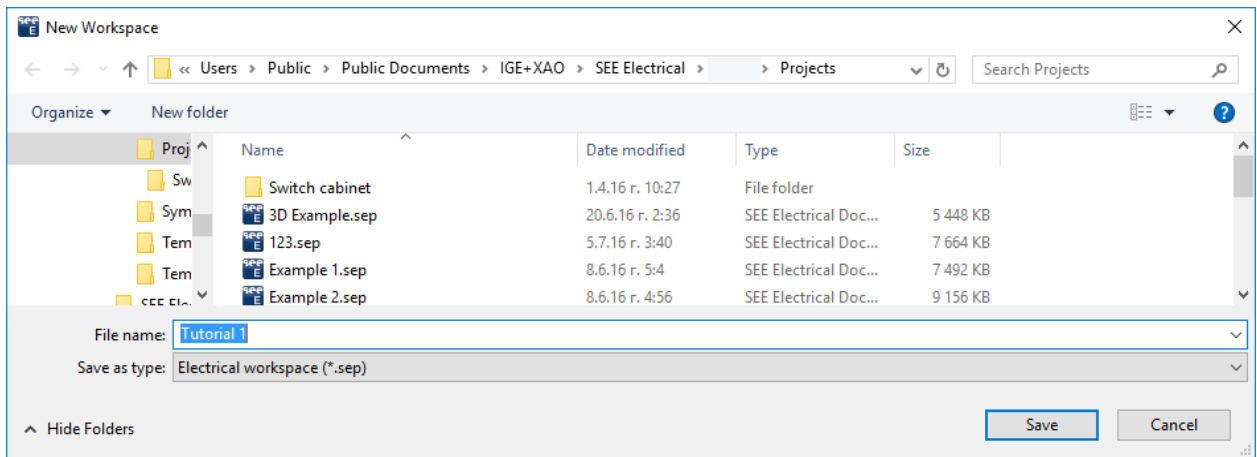 New Workspace
« Users > Public > Public Documents > IGE+XAO > SEE Electrical > > Projects
Search Projects
Organize New folder
Name Date modified Type Size
Proj
Sw
Sym
Tem
Tem
Switch cabinet 1.4.16 г. 10:27 File folder
3D Example.sep 20.6.16 г. 2:36 SEE Electrical Doc... 5 448 KB
123.sep 5.7.16 г. 3:40 SEE Electrical Doc... 7 664 KB
Example 1.sep 8.6.16 г. 5:4 SEE Electrical Doc... 7 492 KB
Example 2.sep 8.6.16 г. 4:56 SEE Electrical Doc... 9 156 KB
File name: Tutorial 1
Save as type: Electrical workspace (*.sep)
Hide Folders
Save Cancel